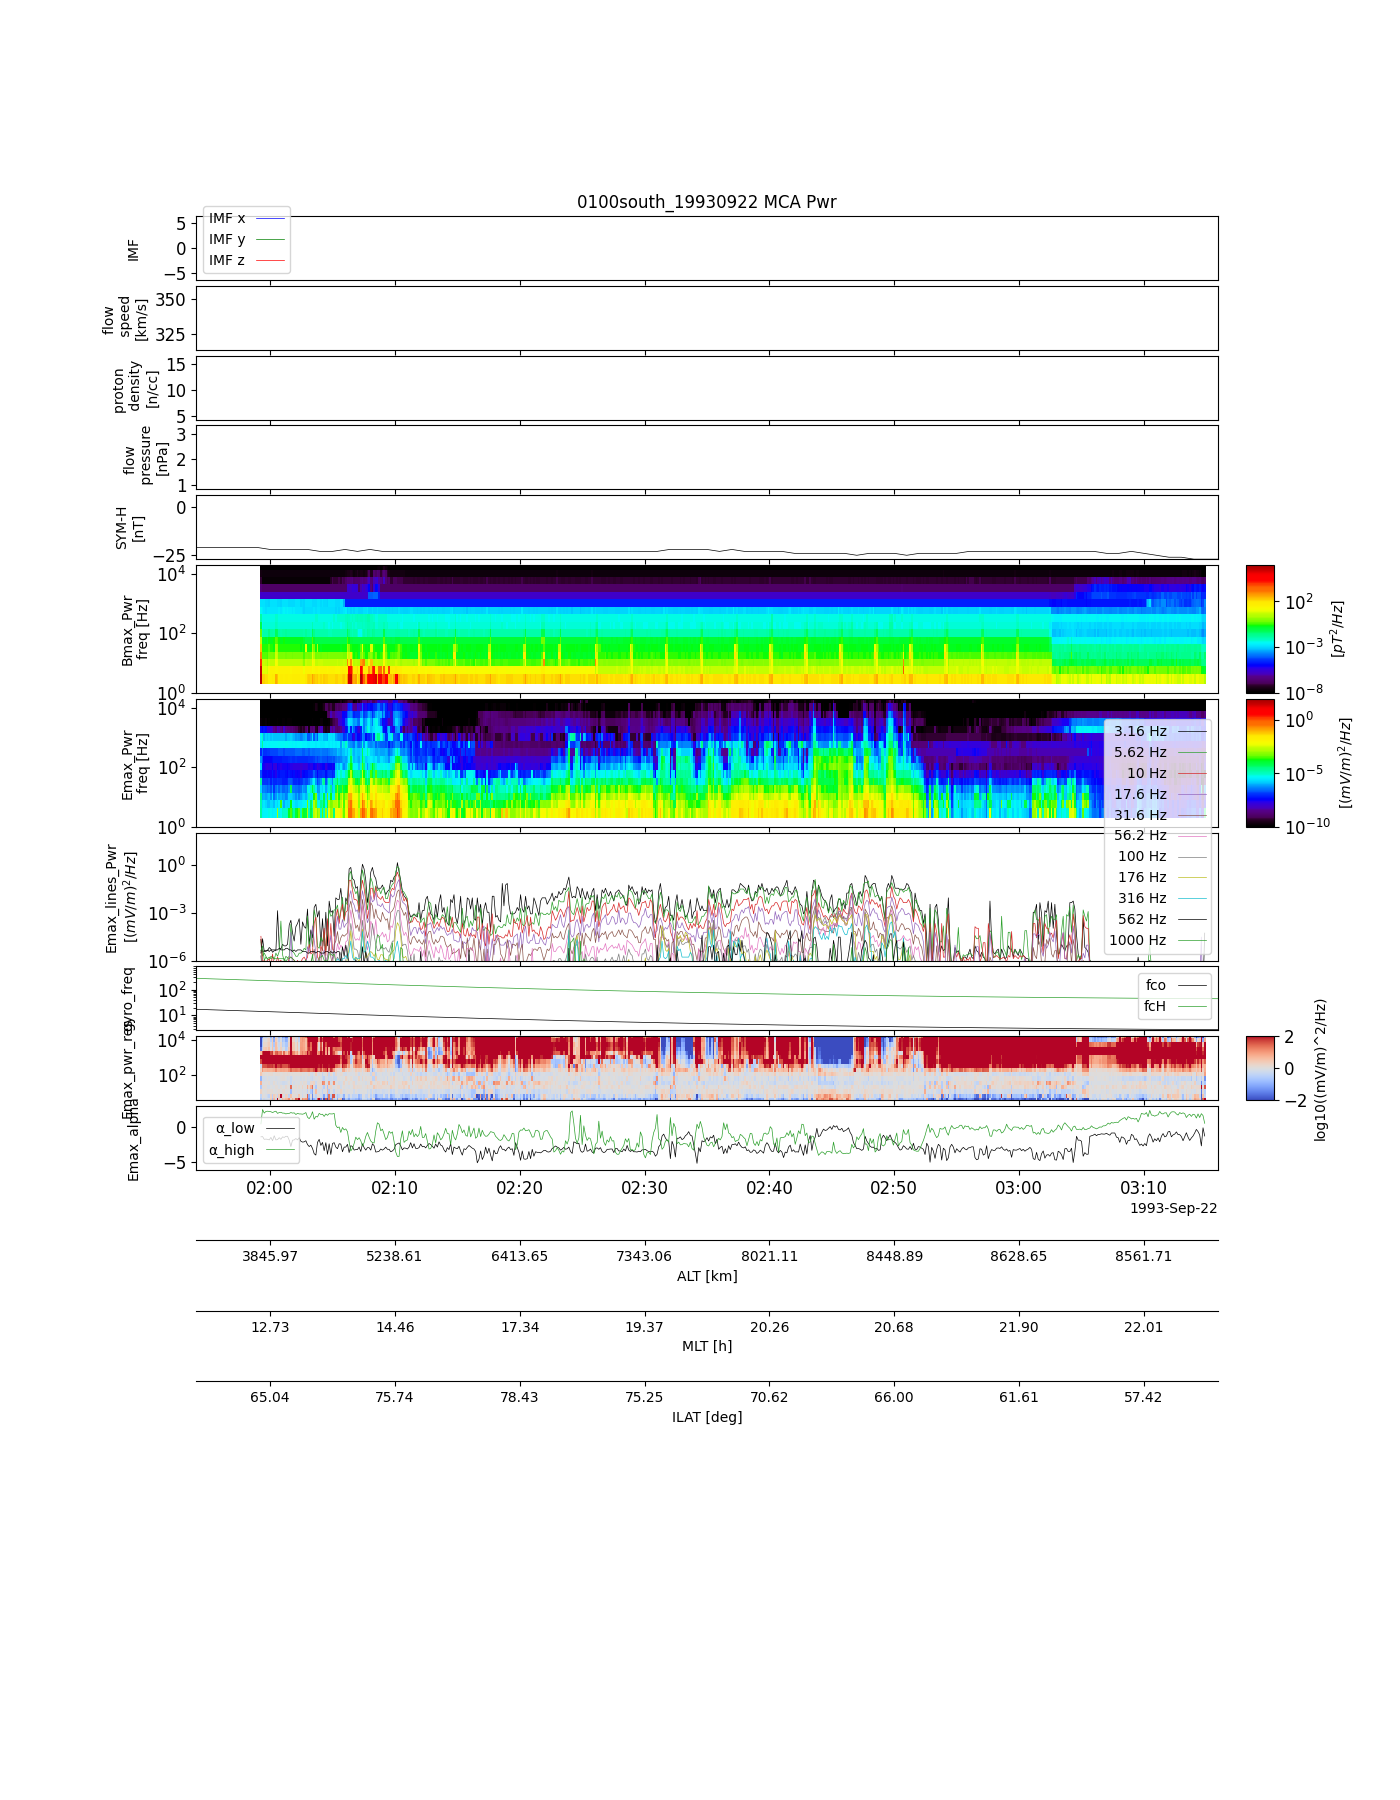 0100south_19930922 MCA Pwr
IMF
5
0
−5
IMF x
IMF y
IMF z
flow
speed
[km/s]
350
325
proton
density
[n/cc]
15
10
5
flow
pressure
[nPa]
3
2
1
SYM-H
[nT]
0
−25
Bmax_Pwr
freq [Hz]
10^4
10^2
10^0
10^2
10^−3
10^−8
[pT^2/Hz]
Emax_Pwr
freq [Hz]
10^4
10^2
10^0
10^0
10^−5
10^−10
[(mV/m)^2/Hz]
3.16 Hz
5.62 Hz
10 Hz
17.6 Hz
31.6 Hz
56.2 Hz
100 Hz
176 Hz
316 Hz
562 Hz
1000 Hz
Emax_lines_Pwr
[(mV/m)^2/Hz]
10^0
10^−3
10^−6
gyro_freq
10^2
10^1
fco
fcH
Emax_pwr_reg
10^4
10^2
2
0
−2
log10((mV/m)^2/Hz)
Emax_alpha
0
−5
α_low
α_high
02:00 02:10 02:20 02:30 02:40 02:50 03:00 03:10
1993-Sep-22
3845.97 5238.61 6413.65 7343.06 8021.11 8448.89 8628.65 8561.71
ALT [km]
12.73 14.46 17.34 19.37 20.26 20.68 21.90 22.01
MLT [h]
65.04 75.74 78.43 75.25 70.62 66.00 61.61 57.42
ILAT [deg]